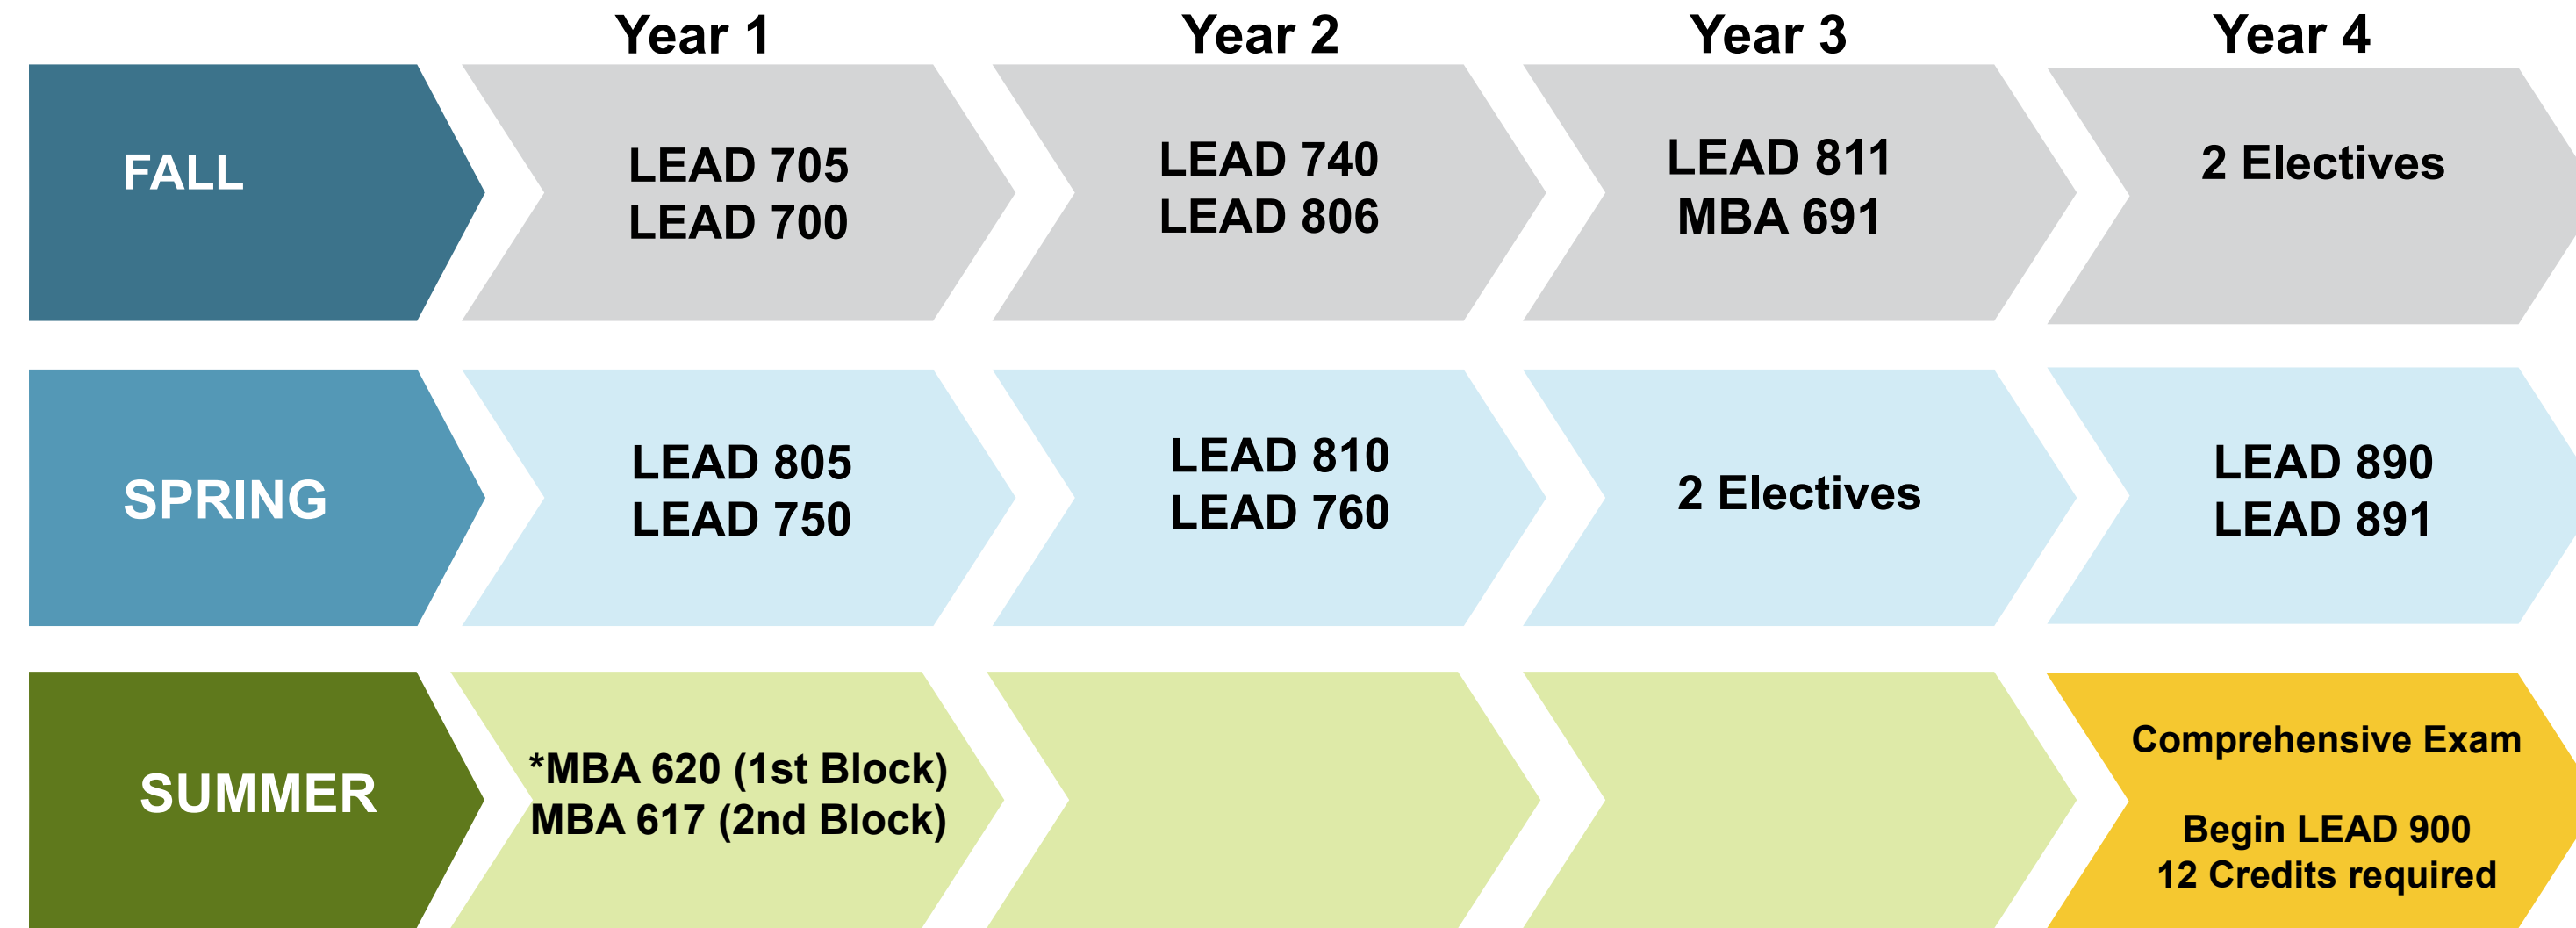 Year 1
Year 2
Year 3
Year 4
FALL
LEAD 705
LEAD 700
LEAD 740
LEAD 806
LEAD 811
MBA 691
2 Electives
SPRING
LEAD 805
LEAD 750
LEAD 810
LEAD 760
2 Electives
LEAD 890
LEAD 891
SUMMER
*MBA 620 (1st Block)
MBA 617 (2nd Block)
Comprehensive Exam
Begin LEAD 900
12 Credits required